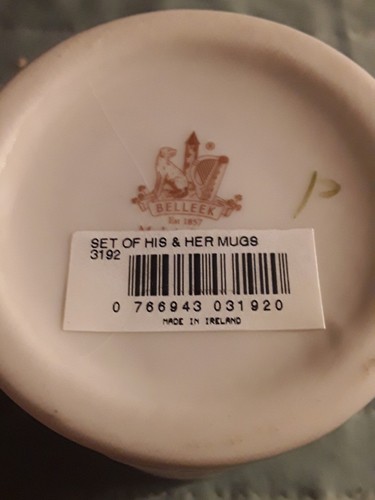 ®
BELLEEK
Est 1857
P
SET OF HIS & HER MUGS
3192
0 766943 031920
MADE IN IRELAND